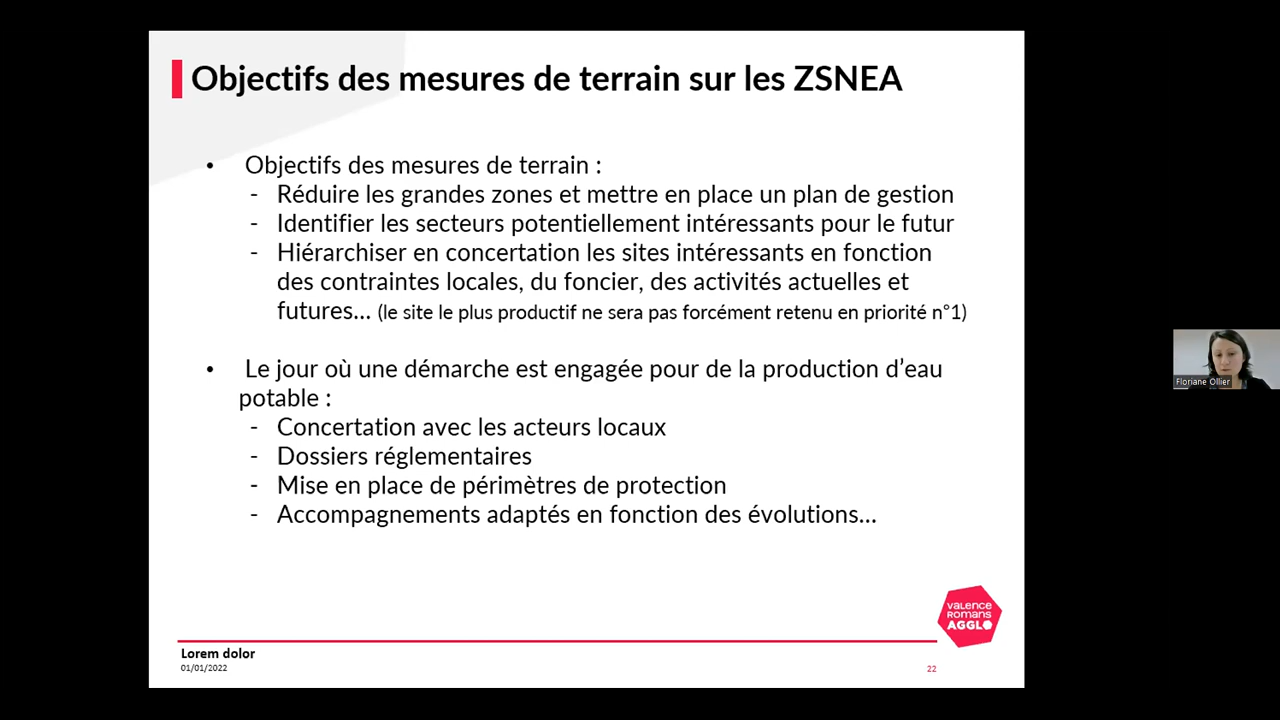 Objectifs des mesures de terrain sur les ZSNEA
• Objectifs des mesures de terrain :
- Réduire les grandes zones et mettre en place un plan de gestion
- Identifier les secteurs potentiellement intéressants pour le futur
- Hiérarchiser en concertation les sites intéressants en fonction
des contraintes locales, du foncier, des activités actuelles et
futures… (le site le plus productif ne sera pas forcément retenu en priorité n°1)
• Le jour où une démarche est engagée pour de la production d’eau
potable :
- Concertation avec les acteurs locaux
- Dossiers réglementaires
- Mise en place de périmètres de protection
- Accompagnements adaptés en fonction des évolutions…
Floriane Ollier
VALENCE
ROMANS
AGGLO
Lorem dolor
01/01/2022
22